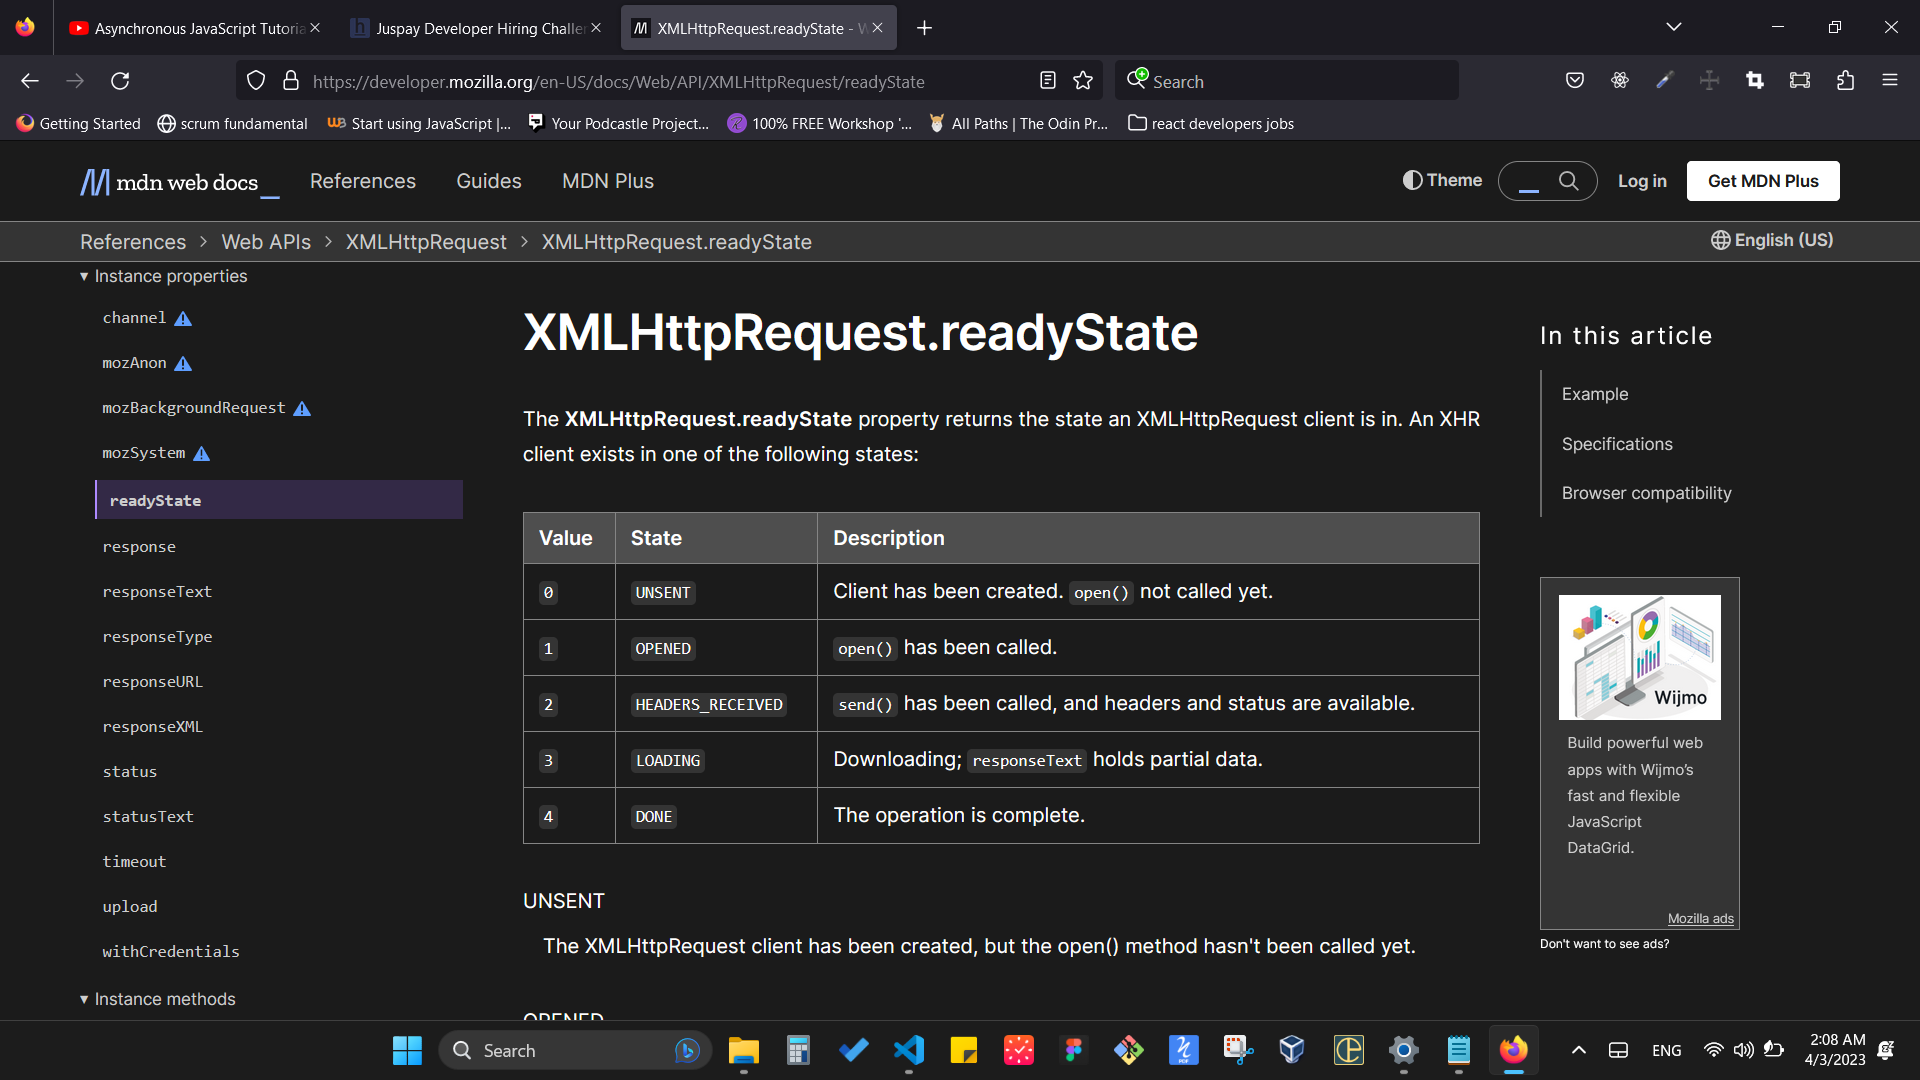 Asynchronous JavaScript Tutoria
Juspay Developer Hiring Challe
XMLHttpRequest.readyState - W
https://developer.mozilla.org/en-US/docs/Web/API/XMLHttpRequest/readyState
Search
Getting Started
scrum fundamental
Start using JavaScript |...
Your Podcastle Project...
100% FREE Workshop '...
All Paths | The Odin Pr...
react developers jobs
mdn web docs_
References
Guides
MDN Plus
Theme
Log in
Get MDN Plus
References > Web APIs > XMLHttpRequest > XMLHttpRequest.readyState
English (US)
Instance properties
channel
mozAnon
mozBackgroundRequest
mozSystem
readyState
response
responseText
responseType
responseURL
responseXML
status
statusText
timeout
upload
withCredentials
Instance methods
XMLHttpRequest.readyState
The XMLHttpRequest.readyState property returns the state an XMLHttpRequest client is in. An XHR
client exists in one of the following states:
Value State Description
0 UNSENT Client has been created. open() not called yet.
1 OPENED open() has been called.
2 HEADERS_RECEIVED send() has been called, and headers and status are available.
3 LOADING Downloading; responseText holds partial data.
4 DONE The operation is complete.
UNSENT
The XMLHttpRequest client has been created, but the open() method hasn't been called yet.
OPENED
In this article
Example
Specifications
Browser compatibility
Wijmo
Build powerful web
apps with Wijmo's
fast and flexible
JavaScript
DataGrid.
Mozilla ads
Don't want to see ads?
Search
ENG
2:08 AM
4/3/2023